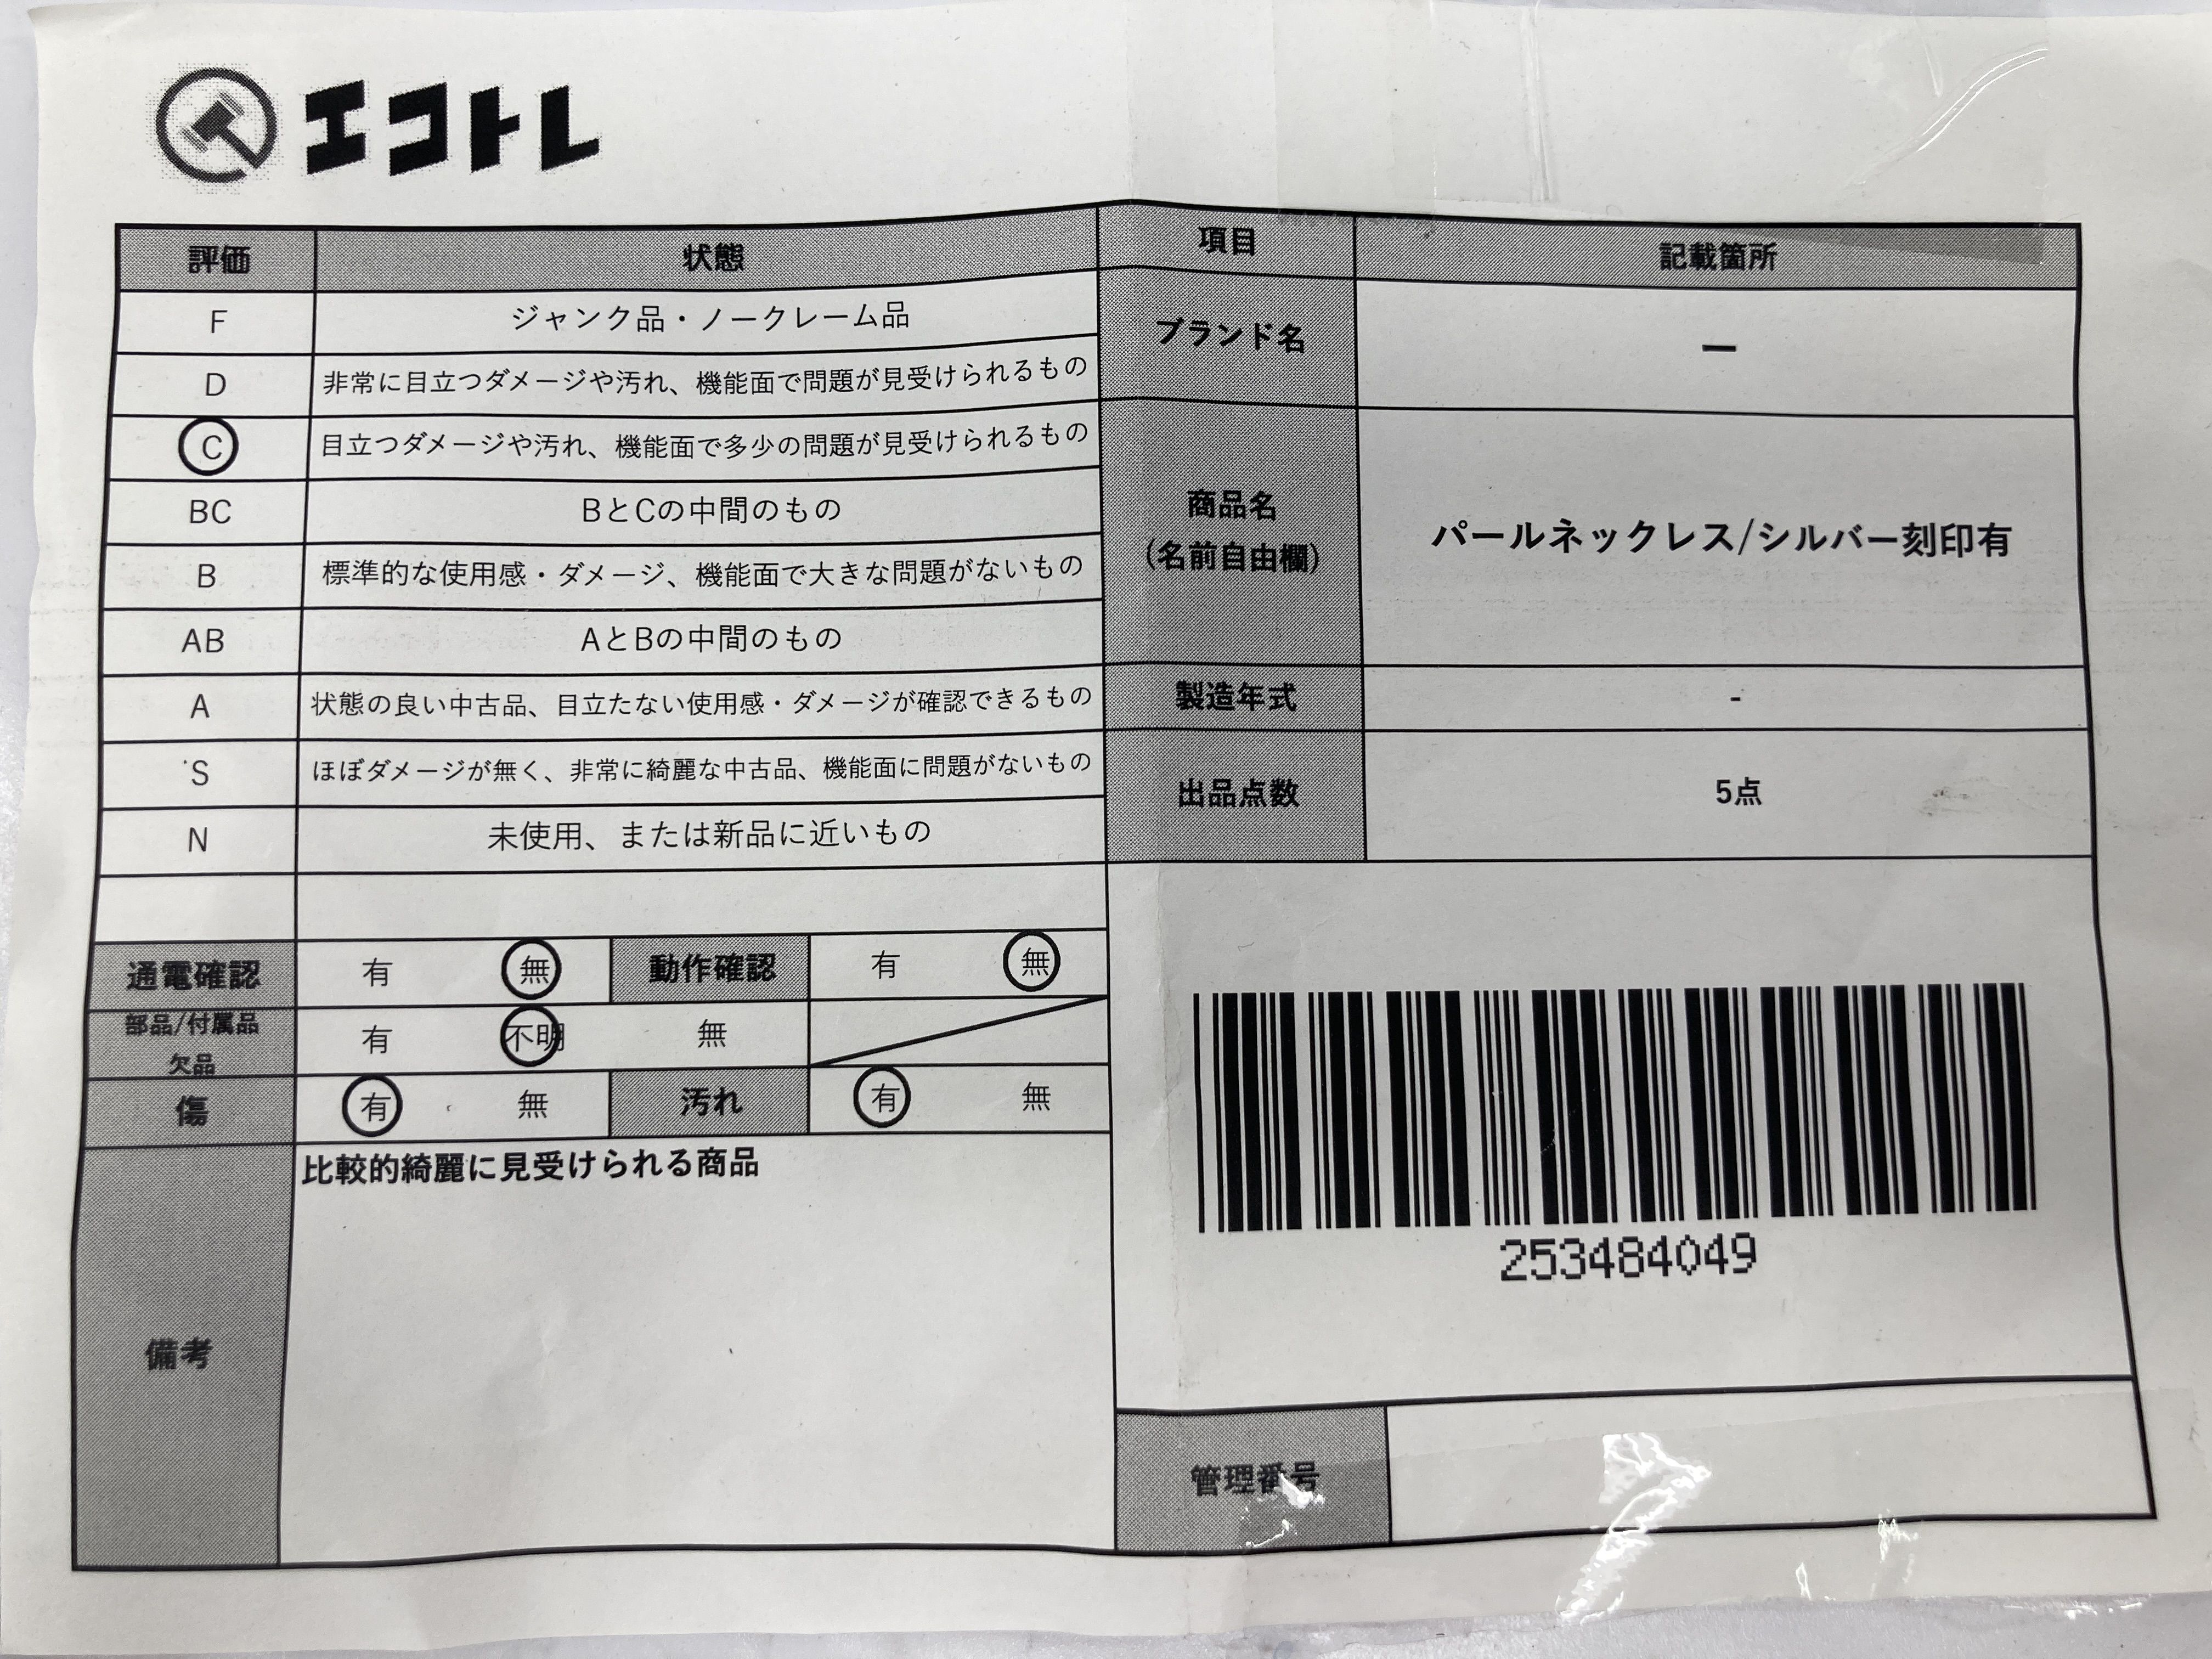 エコトレ
評価 状態
F ジャンク品・ノークレーム品
D 非常に目立つダメージや汚れ、機能面で問題が見受けられるもの
C 目立つダメージや汚れ、機能面で多少の問題が見受けられるもの
BC BとCの中間のもの
B 標準的な使用感・ダメージ、機能面で大きな問題がないもの
AB AとBの中間のもの
A 状態の良い中古品、目立たない使用感・ダメージが確認できるもの
S ほぼダメージが無く、非常に綺麗な中古品、機能面に問題がないもの
N 未使用、または新品に近いもの
通電確認 有 無 動作確認 有 無
部品/付属品
欠品 有 不明 無
傷 有 無 汚れ 有 無
備考 比較的綺麗に見受けられる商品
項目 記載箇所
ブランド名 ー
商品名
(名前自由欄) パールネックレス/シルバー刻印有
製造年式 -
出品点数 5点
253484049
管理番号